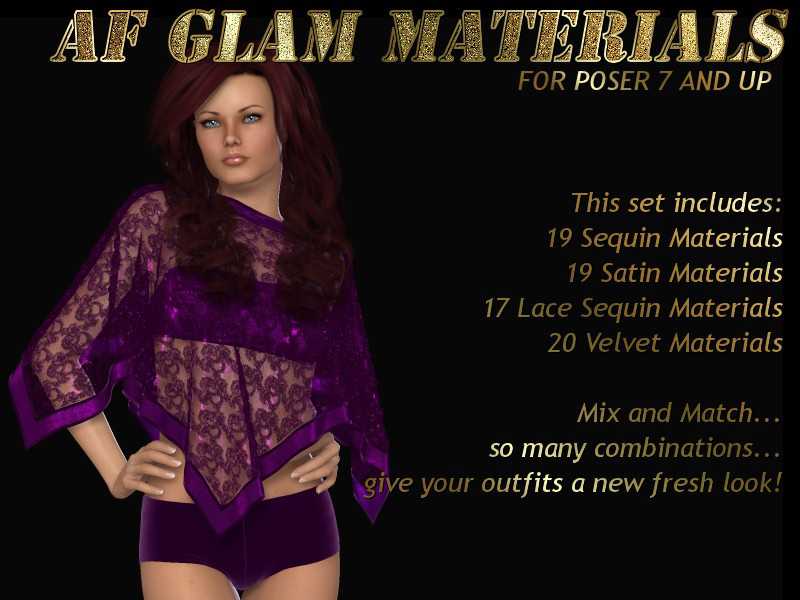 AF GLAM MATERIALS
FOR POSER 7 AND UP
This set includes:
19 Sequin Materials
19 Satin Materials
17 Lace Sequin Materials
20 Velvet Materials
Mix and Match...
so many combinations...
give your outfits a new fresh look!